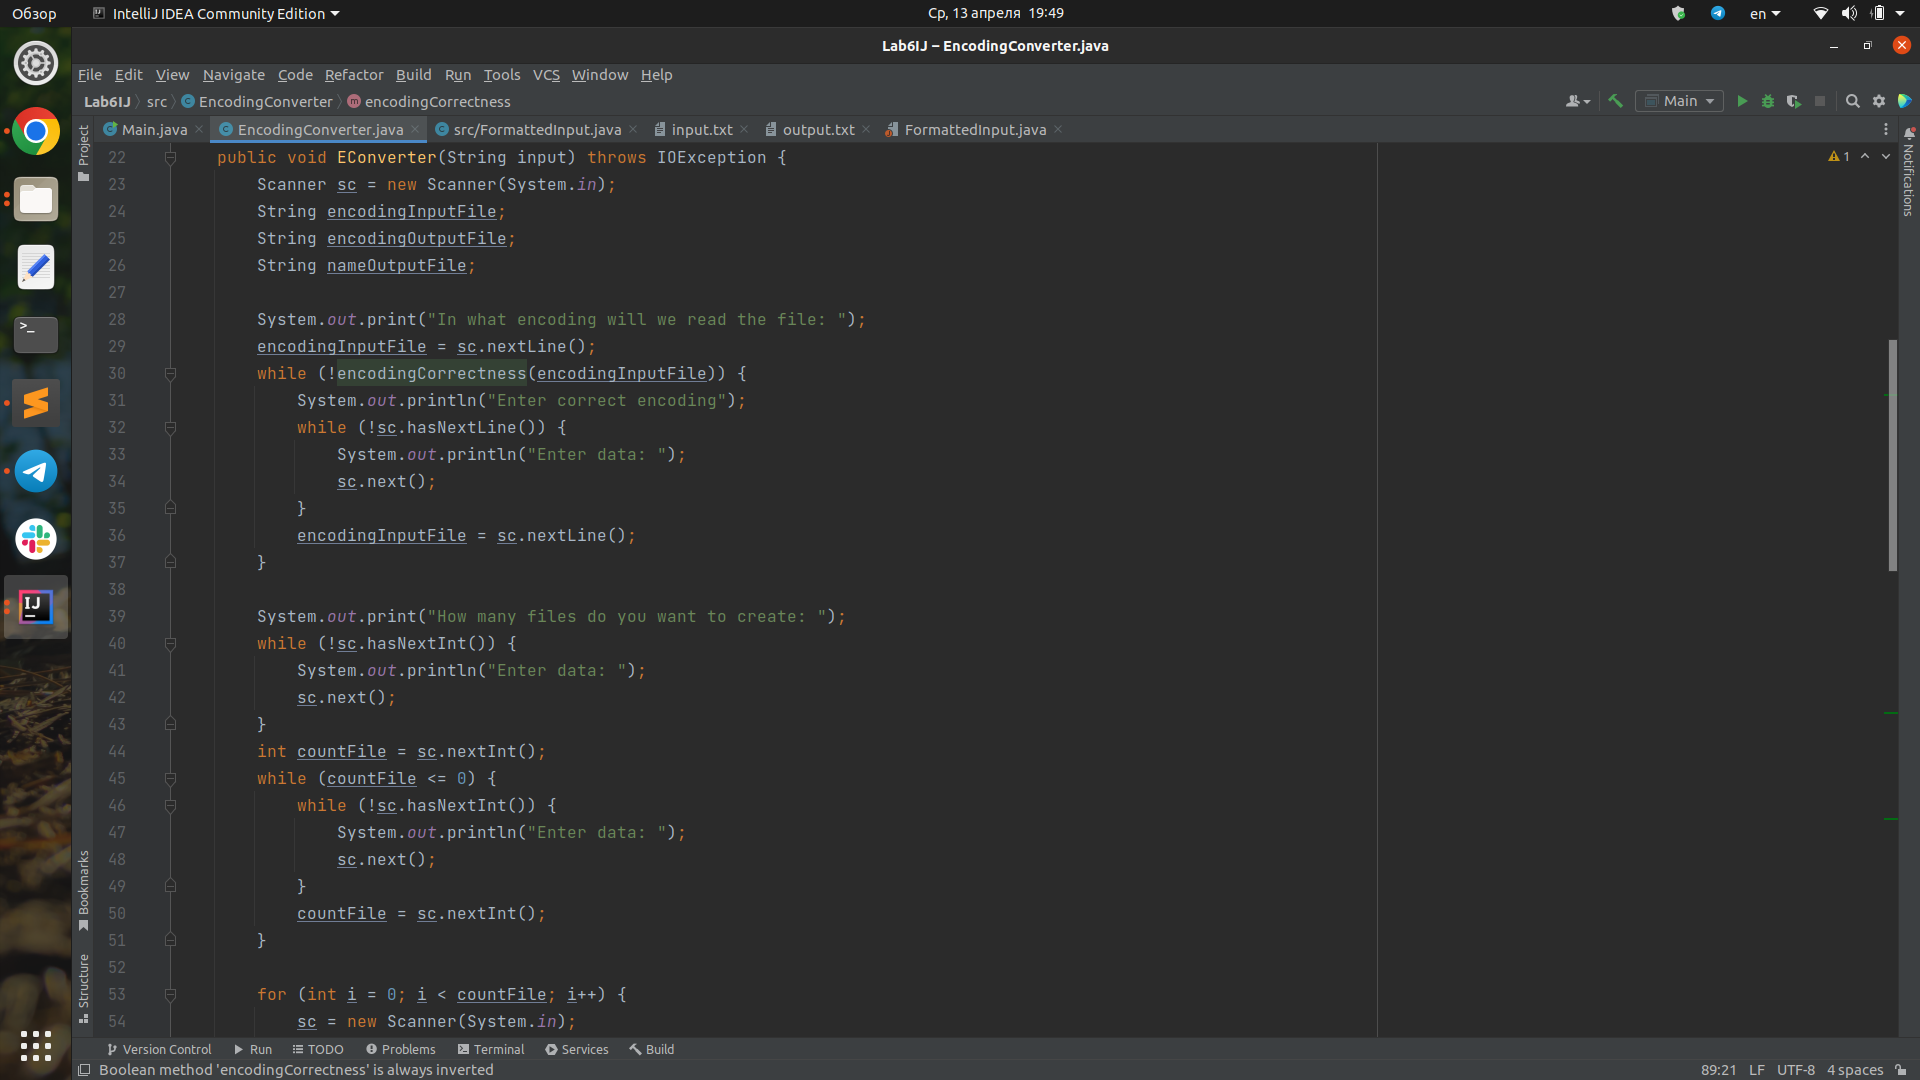 Обзор IntelliJ IDEA Community Edition Ср, 13 апреля 19:49 en
Lab6IJ – EncodingConverter.java
File Edit View Navigate Code Refactor Build Run Tools VCS Window Help
Lab6IJ src EncodingConverter encodingCorrectness Main
Main.java EncodingConverter.java src/FormattedInput.java input.txt output.txt FormattedInput.java
Project
Notifications
1
22 public void EConverter(String input) throws IOException {
23 Scanner sc = new Scanner(System.in);
24 String encodingInputFile;
25 String encodingOutputFile;
26 String nameOutputFile;
27
28 System.out.print("In what encoding will we read the file: ");
29 encodingInputFile = sc.nextLine();
30 while (!encodingCorrectness(encodingInputFile)) {
31 System.out.println("Enter correct encoding");
32 while (!sc.hasNextLine()) {
33 System.out.println("Enter data: ");
34 sc.next();
35 }
36 encodingInputFile = sc.nextLine();
37 }
38
39 System.out.print("How many files do you want to create: ");
40 while (!sc.hasNextInt()) {
41 System.out.println("Enter data: ");
42 sc.next();
43 }
44 int countFile = sc.nextInt();
45 while (countFile <= 0) {
46 while (!sc.hasNextInt()) {
47 System.out.println("Enter data: ");
48 sc.next();
49 }
50 countFile = sc.nextInt();
51 }
52
53 for (int i = 0; i < countFile; i++) {
54 sc = new Scanner(System.in);
Bookmarks
Structure
>_
IJ
Version Control Run TODO Problems Terminal Services Build
Boolean method 'encodingCorrectness' is always inverted 89:21 LF UTF-8 4 spaces